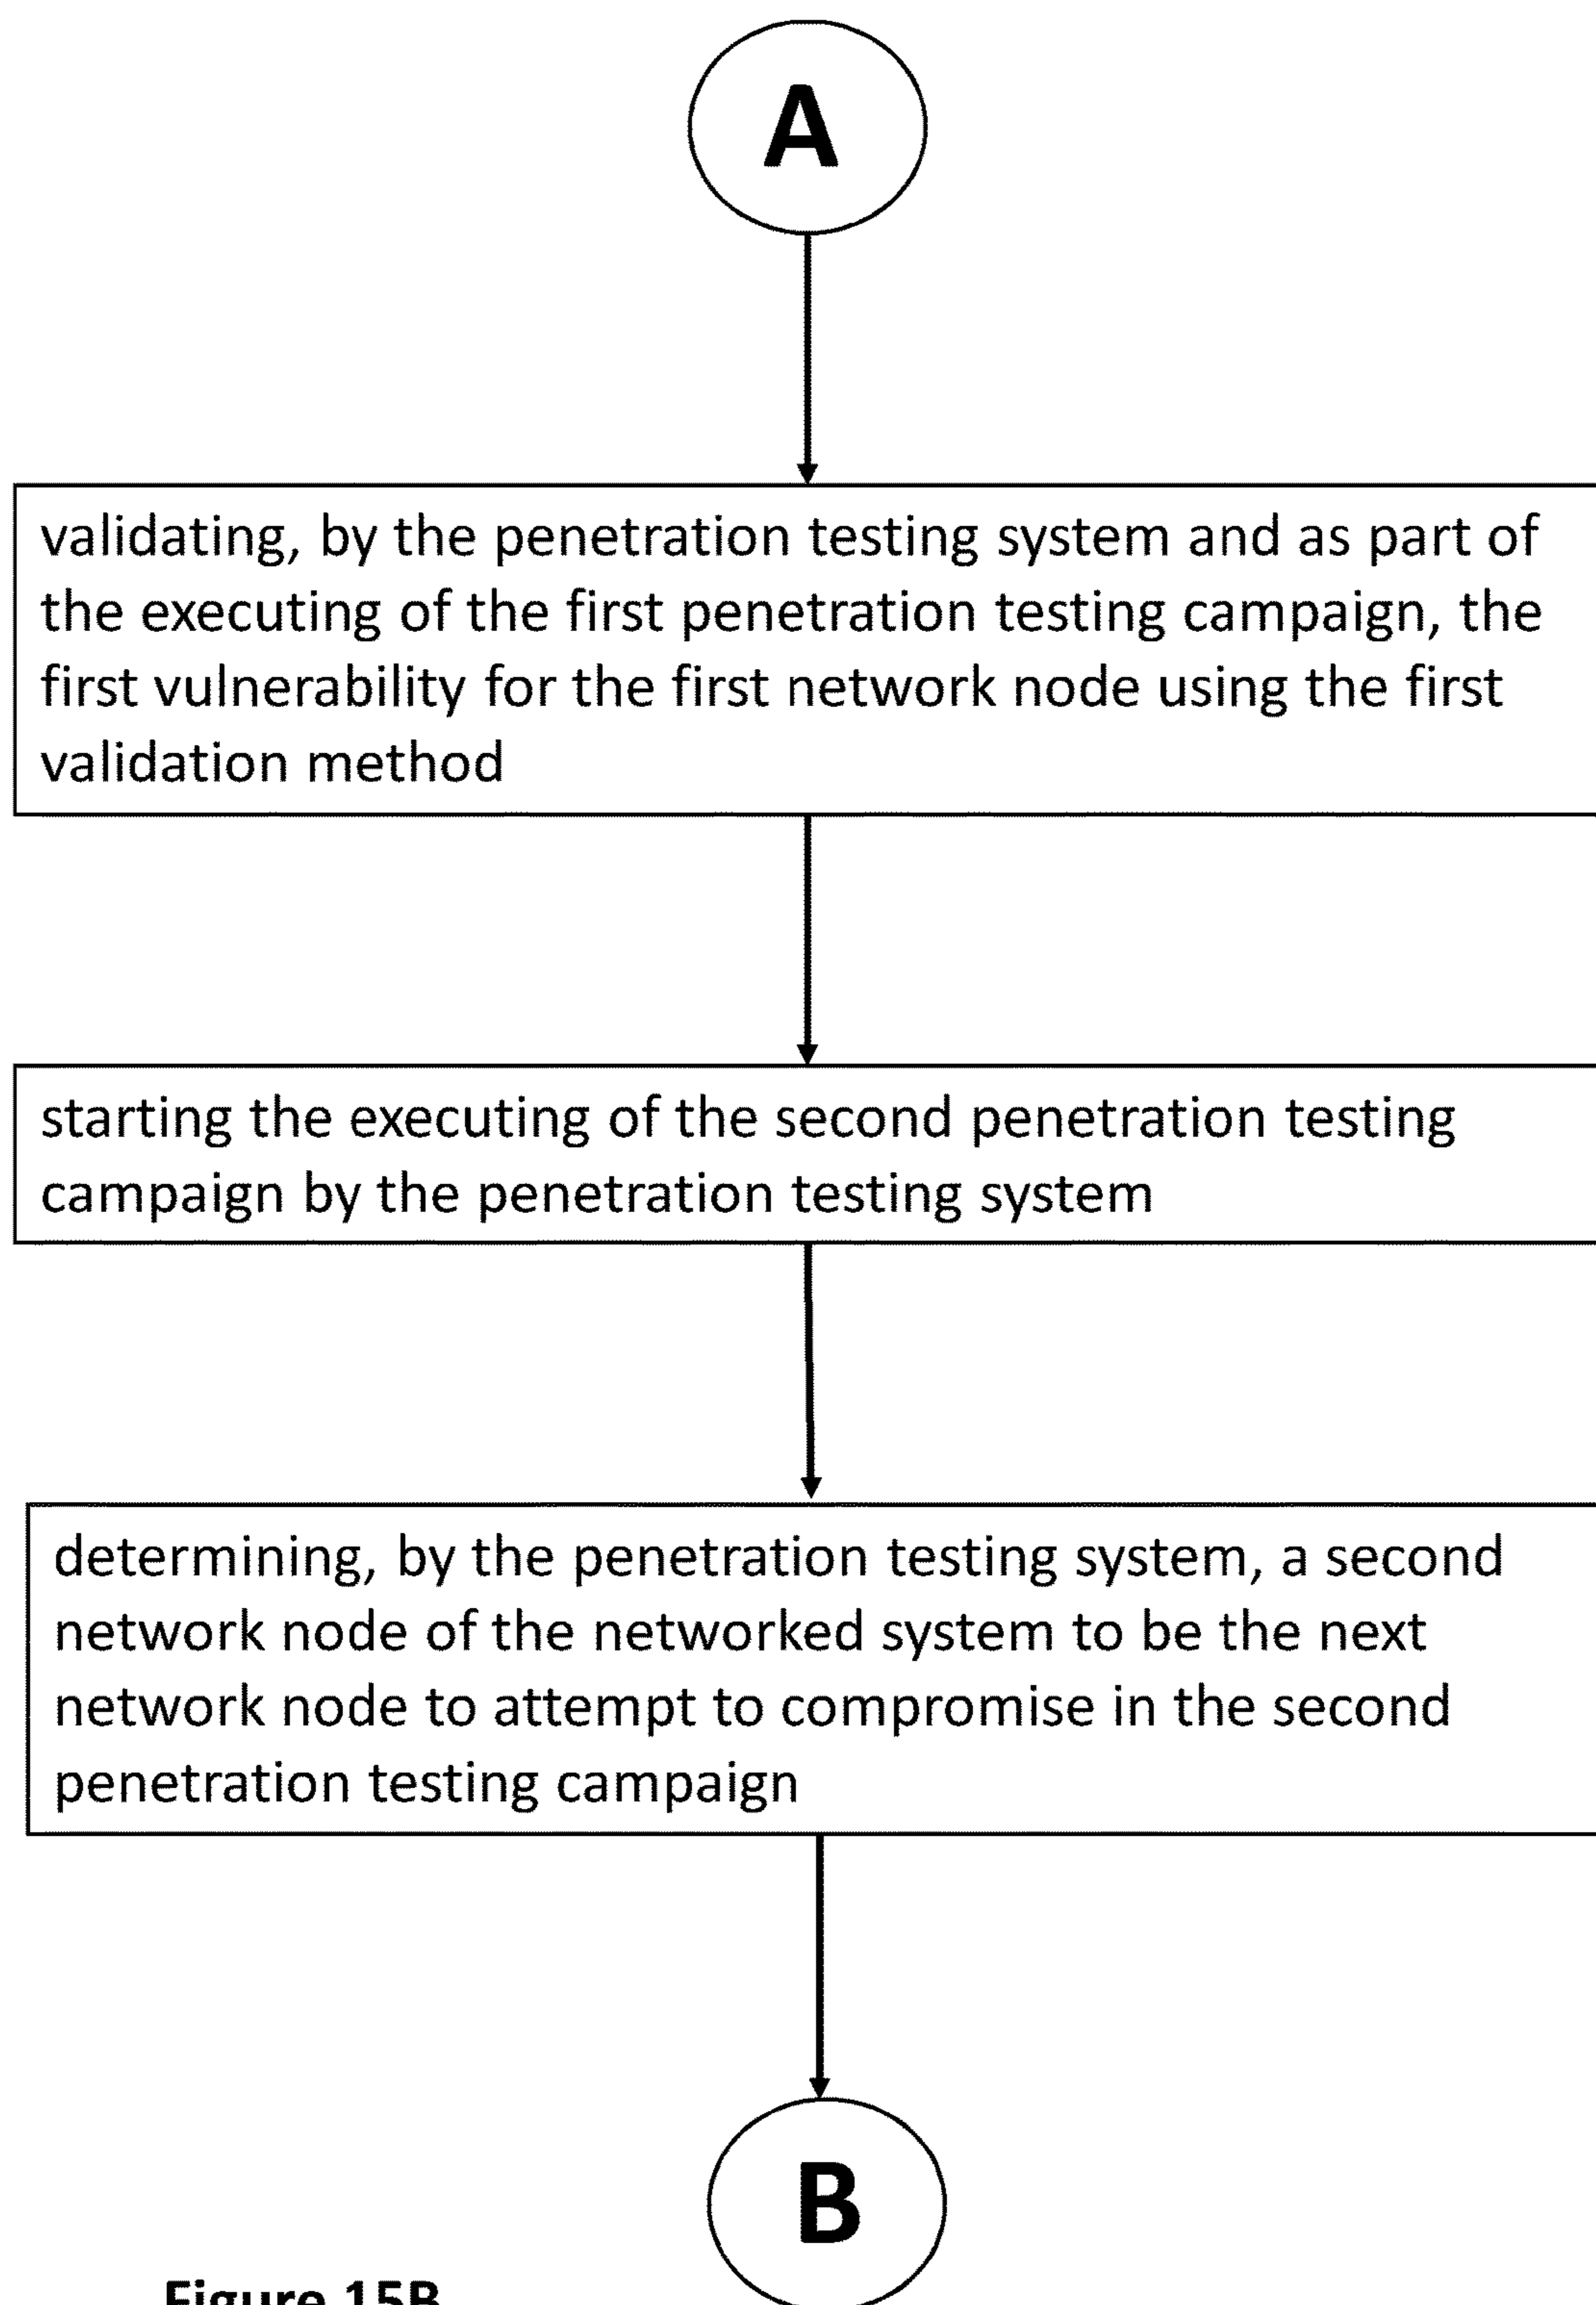 A
validating, by the penetration testing system and as part of
the executing of the first penetration testing campaign, the
first vulnerability for the first network node using the first
validation method
starting the executing of the second penetration testing
campaign by the penetration testing system
determining, by the penetration testing system, a second
network node of the networked system to be the next
network node to attempt to compromise in the second
penetration testing campaign
B
Figure 15B